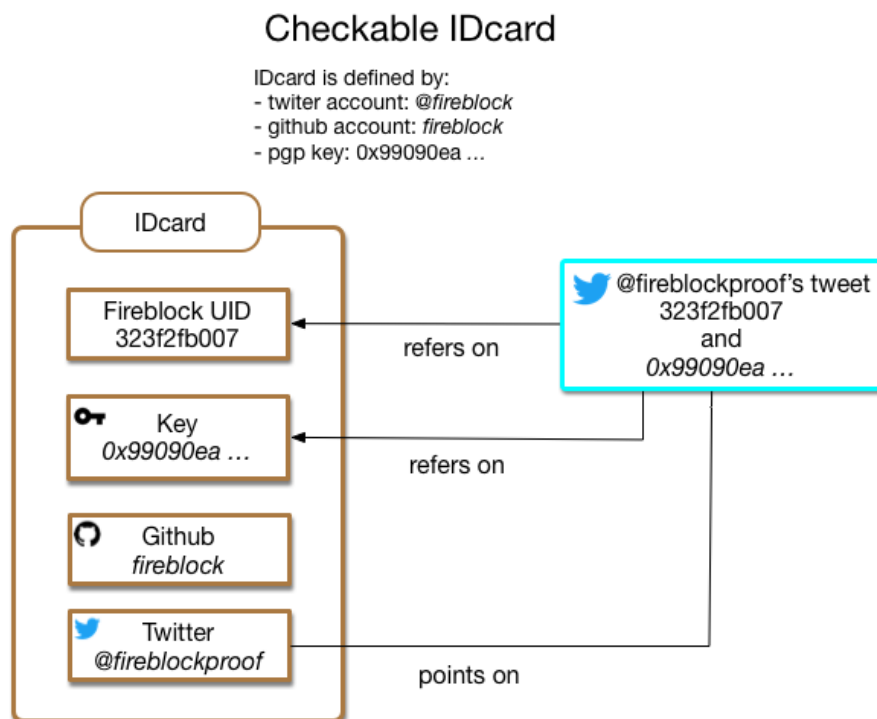 Checkable IDcard
IDcard is defined by:
- twiter account: @fireblock
- github account: fireblock
- pgp key: 0x99090ea ...
IDcard
Fireblock UID
323f2fb007
Key
0x99090ea ...
Github
fireblock
Twitter
@fireblockproof
@fireblockproof's tweet
323f2fb007
and
0x99090ea ...
refers on
refers on
points on